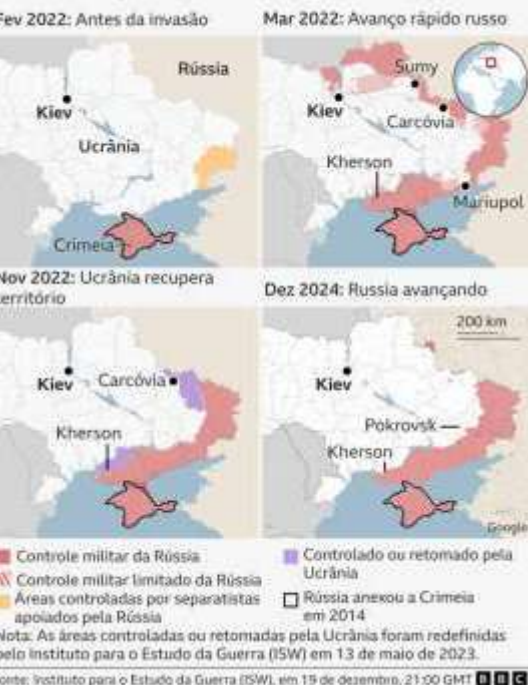 Fev 2022: Antes da invasão
Rússia
Kiev
Ucrânia
Crimeia
Mar 2022: Avanço rápido russo
Sumy
Kiev
Carcóvia
Kherson
Mariupol
Nov 2022: Ucrânia recupera
território
Kiev
Carcóvia
Kherson
Dez 2024: Russia avançando
200 km
Kiev
Pokrovsk
Kherson
Google
Controle militar da Rússia
Controle militar limitado da Rússia
Áreas controladas por separatistas
apoiados pela Rússia
Controlado ou retomado pela
Ucrânia
Rússia anexou a Crimeia
em 2014
Nota: As áreas controladas ou retomadas pela Ucrânia foram redefinidas
pelo Instituto para o Estudo da Guerra (ISW) em 13 de maio de 2023.
Fonte: Instituto para o Estudo da Guerra (ISW), em 19 de dezembro, 21:00 GMT
BBC